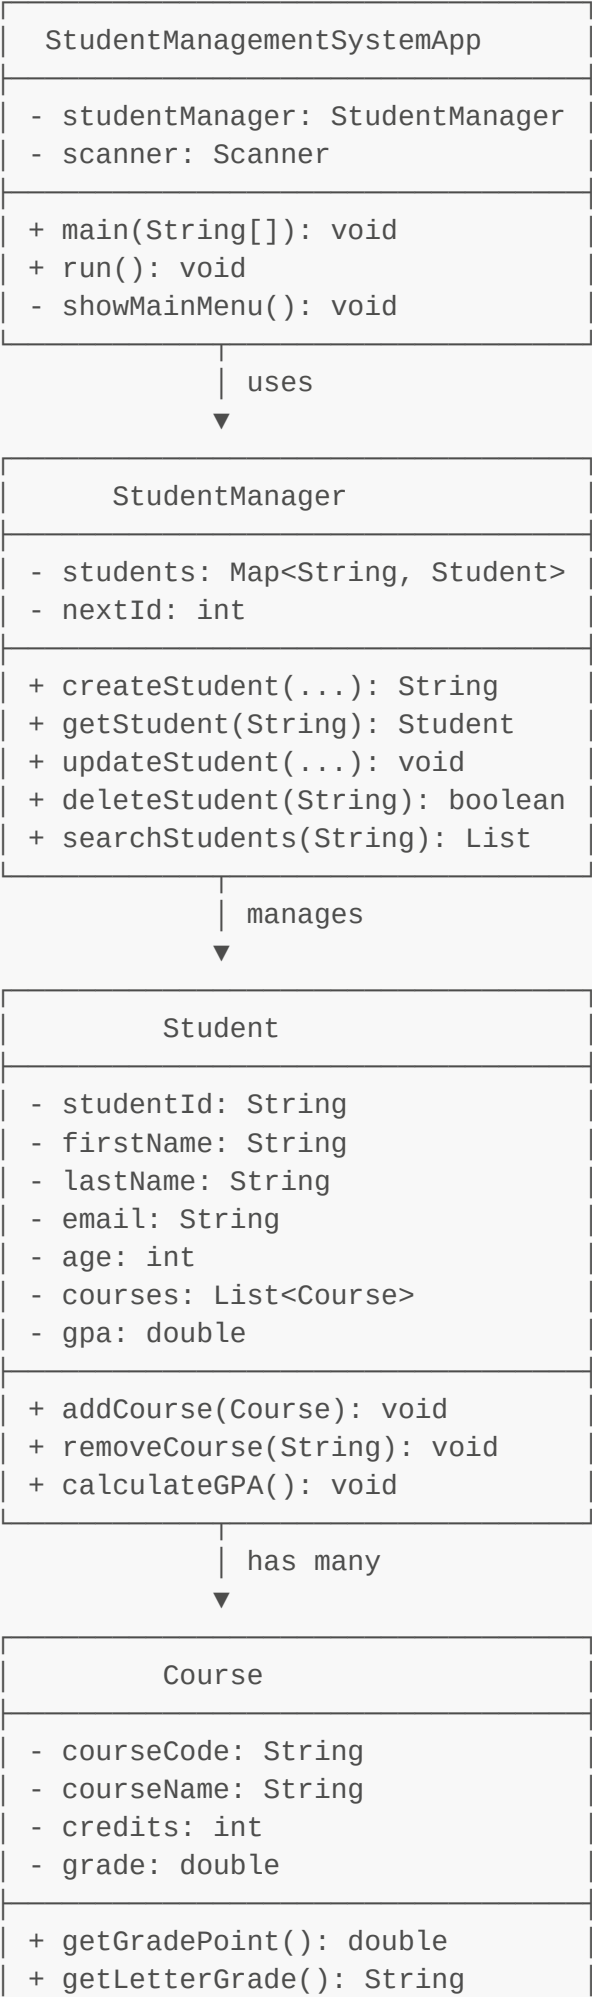 StudentManagementSystemApp
- studentManager: StudentManager
- scanner: Scanner
+ main(String[]): void
+ run(): void
- showMainMenu(): void
uses
StudentManager
- students: Map<String, Student>
- nextId: int
+ createStudent(...): String
+ getStudent(String): Student
+ updateStudent(...): void
+ deleteStudent(String): boolean
+ searchStudents(String): List
manages
Student
- studentId: String
- firstName: String
- lastName: String
- email: String
- age: int
- courses: List<Course>
- gpa: double
+ addCourse(Course): void
+ removeCourse(String): void
+ calculateGPA(): void
has many
Course
- courseCode: String
- courseName: String
- credits: int
- grade: double
+ getGradePoint(): double
+ getLetterGrade(): String